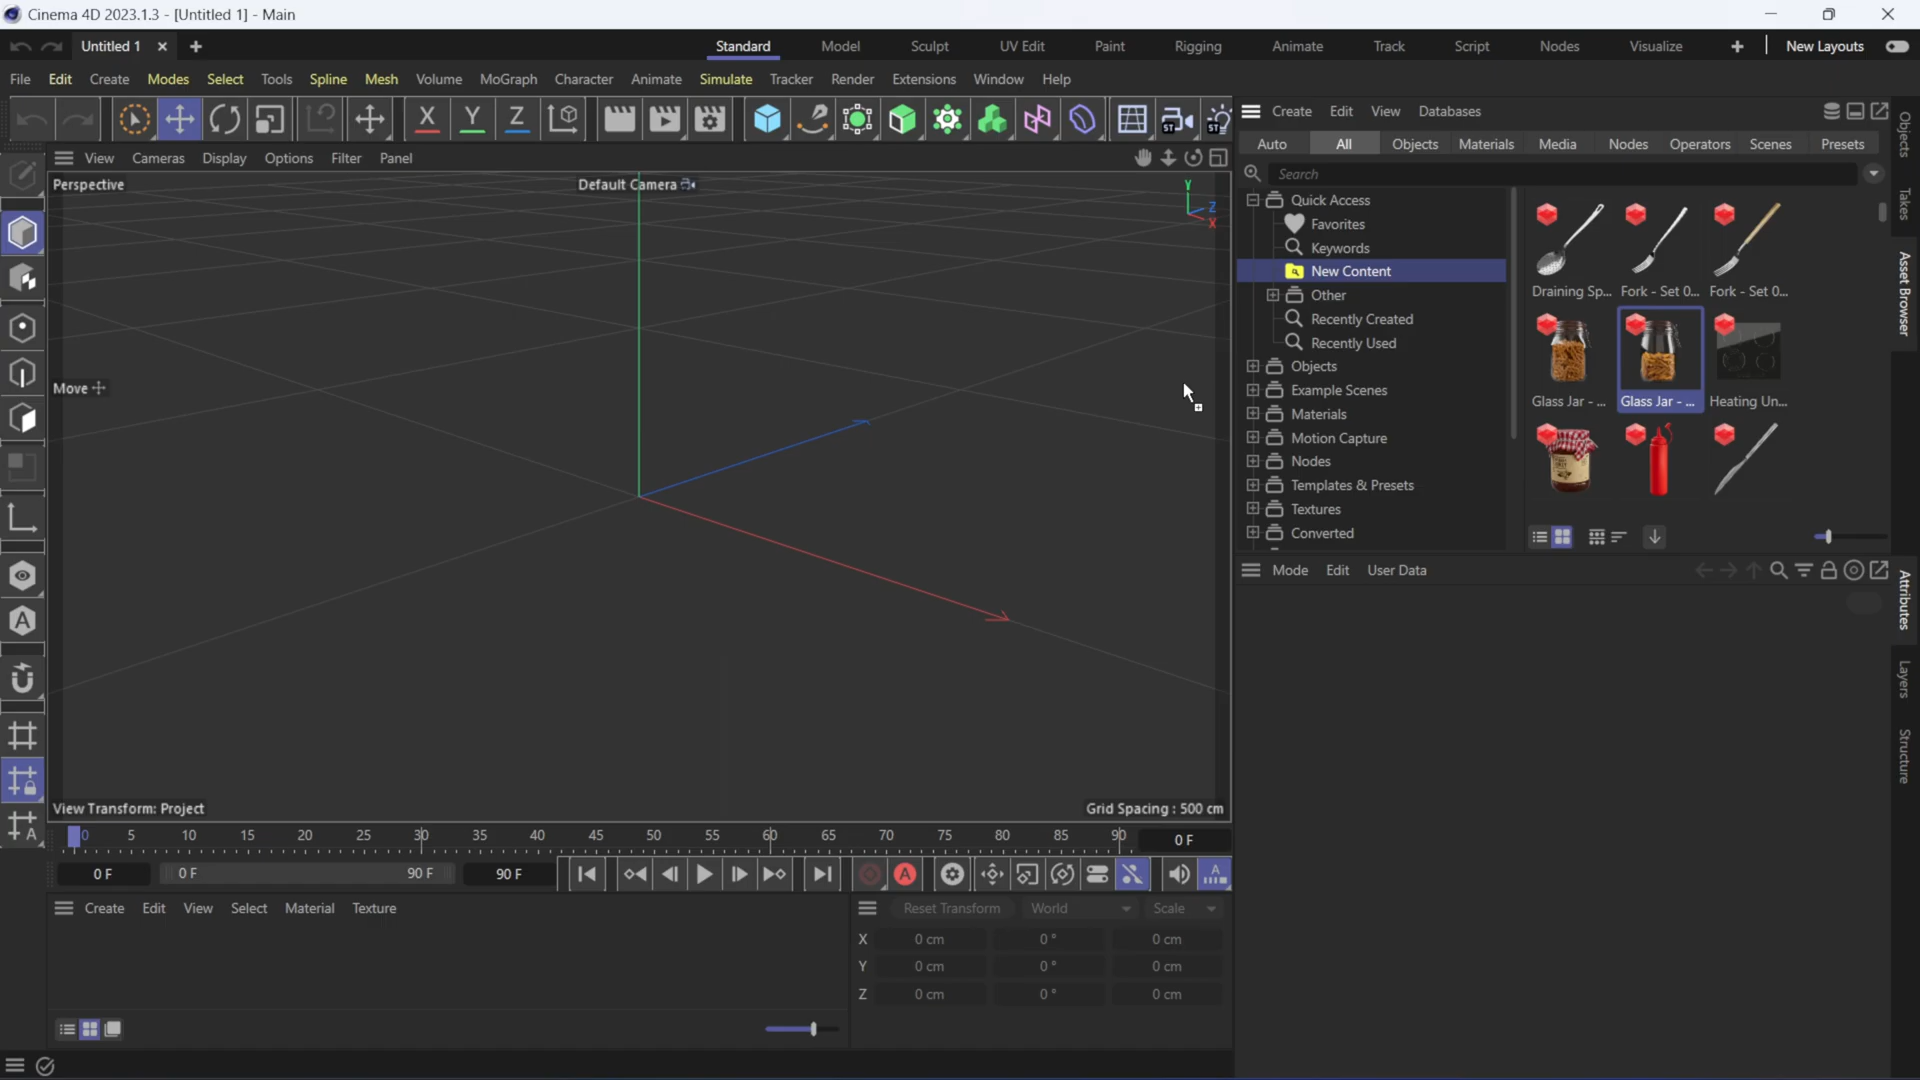 Cinema 4D 2023.1.3 - [Untitled 1] - Main
Untitled 1
Standard Model Sculpt UV Edit Paint Rigging Animate Track Script Nodes Visualize New Layouts
File Edit Create Modes Select Tools Spline Mesh Volume MoGraph Character Animate Simulate Tracker Render Extensions Window Help
X Y Z ST ST
Create Edit View Databases
Auto All Objects Materials Media Nodes Operators Scenes Presets
Search
View Cameras Display Options Filter Panel
Perspective
Default Camera
Y
Z
X
Move
View Transform: Project
Grid Spacing : 500 cm
Quick Access
Favorites
Keywords
New Content
Other
Recently Created
Recently Used
Objects
Example Scenes
Materials
Motion Capture
Nodes
Templates & Presets
Textures
Converted
Draining Sp... Fork - Set 0... Fork - Set 0...
Glass Jar - ... Glass Jar - ... Heating Un...
Objects
Takes
Asset Browser
Mode Edit User Data
Attributes
Layers
Structure
A
A
0 5 10 15 20 25 30 35 40 45 50 55 60 65 70 75 80 85 90 0 F
0 F 0 F 90 F 90 F A A
Create Edit View Select Material Texture
Reset Transform World Scale
X 0 cm 0 ° 0 cm
Y 0 cm 0 ° 0 cm
Z 0 cm 0 ° 0 cm